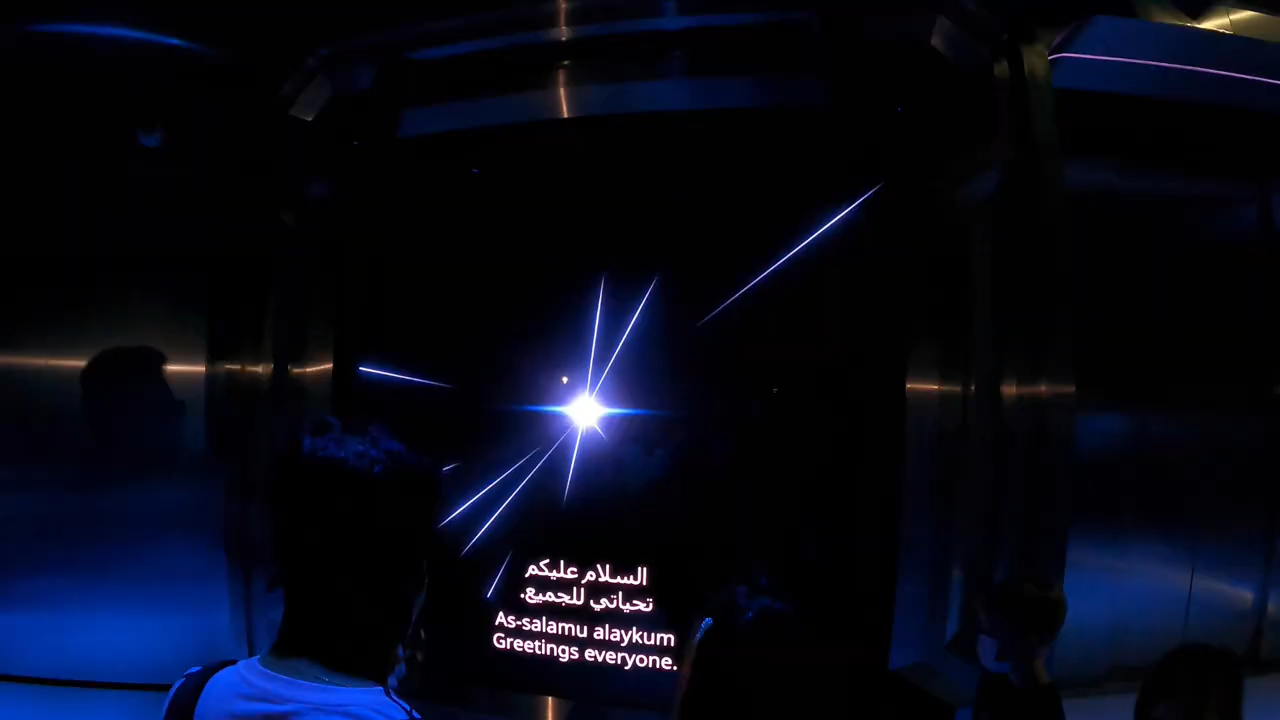 السلام عليكم
تحياتي للجميع.
As-salamu alaykum
Greetings everyone.